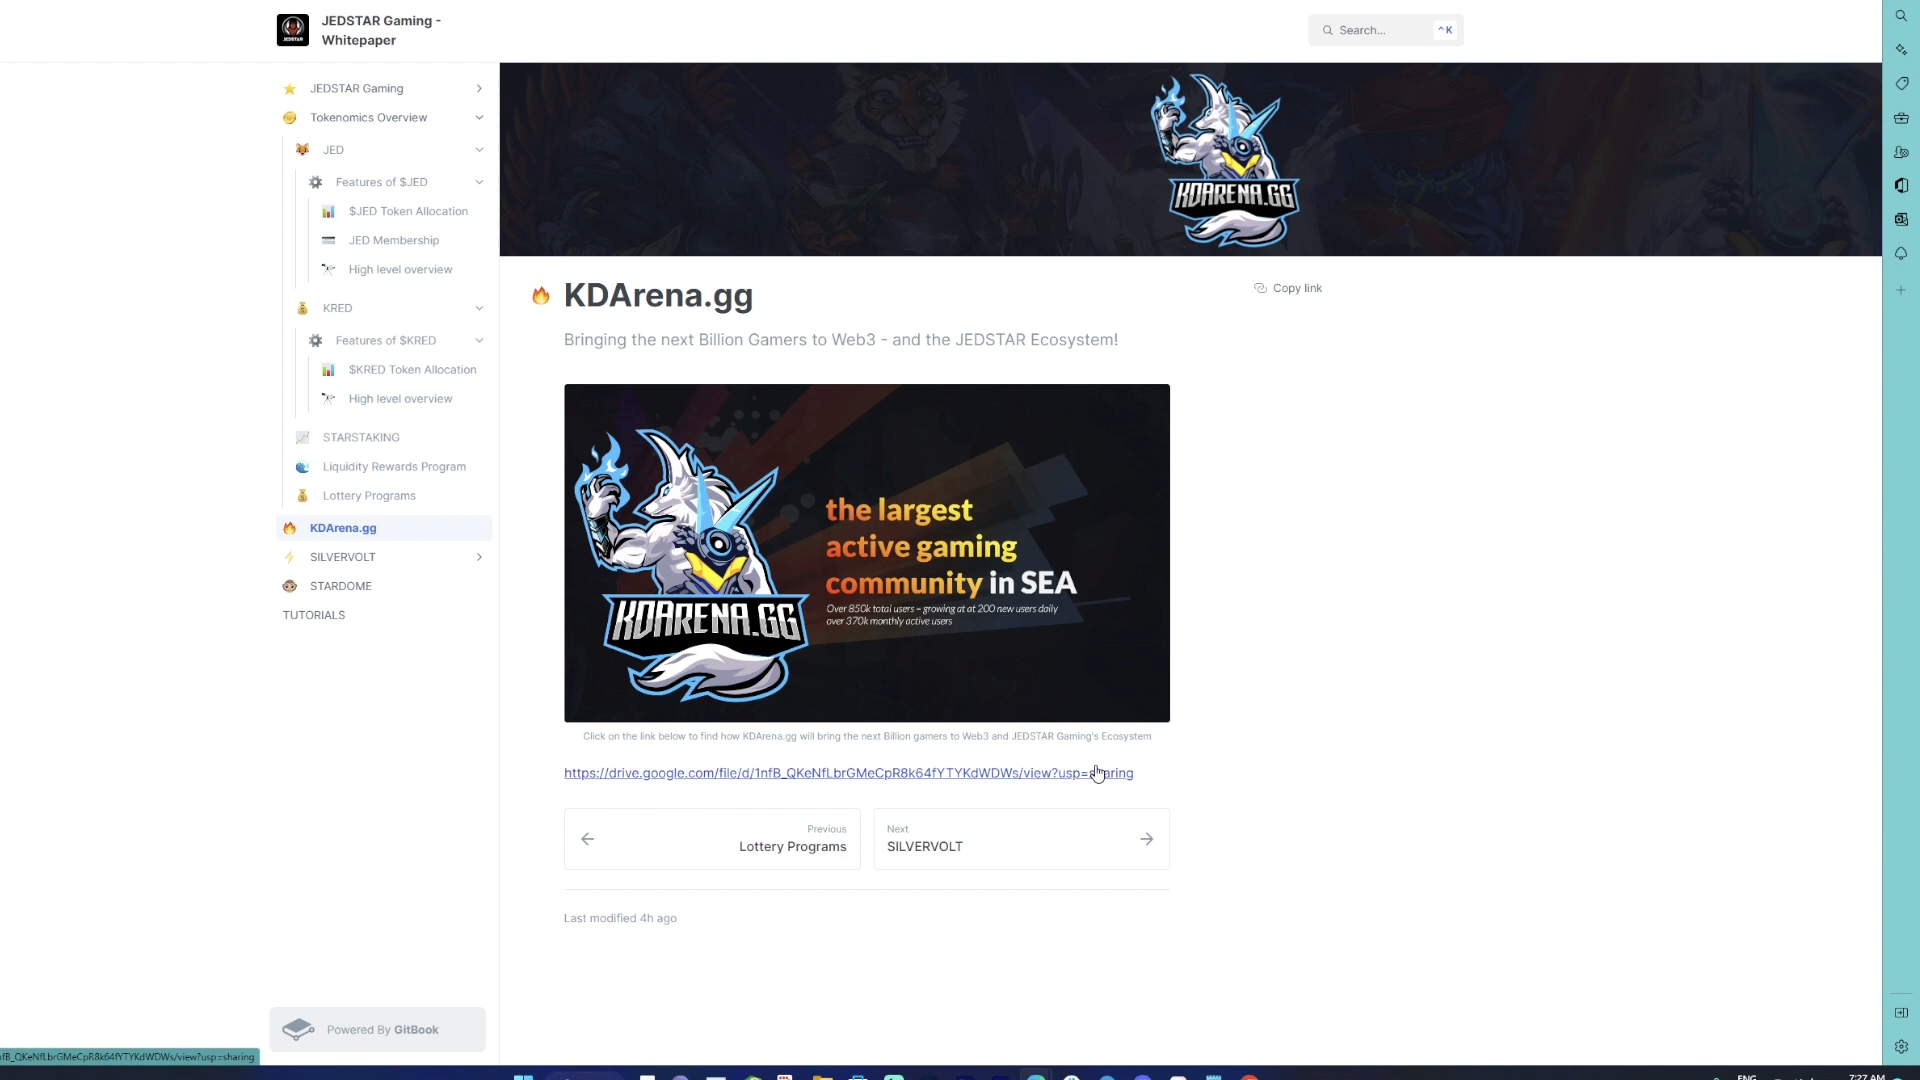 JEDSTAR Gaming -
Whitepaper
Search...
^K
JEDSTAR Gaming
Tokenomics Overview
JED
Features of $JED
$JED Token Allocation
JED Membership
High level overview
KRED
Features of $KRED
$KRED Token Allocation
High level overview
STARSTAKING
Liquidity Rewards Program
Lottery Programs
KDArena.gg
SILVERVOLT
STARDOME
TUTORIALS
Powered By GitBook
KDARENA.GG
KDArena.gg
Copy link
Bringing the next Billion Gamers to Web3 - and the JEDSTAR Ecosystem!
KDARENA.GG
the largest
active gaming
community in SEA
Over 850k total users – growing at at 200 new users daily
over 370k monthly active users
Click on the link below to find how KDArena.gg will bring the next Billion gamers to Web3 and JEDSTAR Gaming's Ecosystem
https://drive.google.com/file/d/1nfB_QKeNfLbrGMeCpR8k64fYTYKdWDWs/view?usp=sharing
Previous
Lottery Programs
Next
SILVERVOLT
Last modified 4h ago
nfB_QKeNfLbrGMeCpR8k64fYTYKdWDWs/view?usp=sharing
ENG
7:27 AM